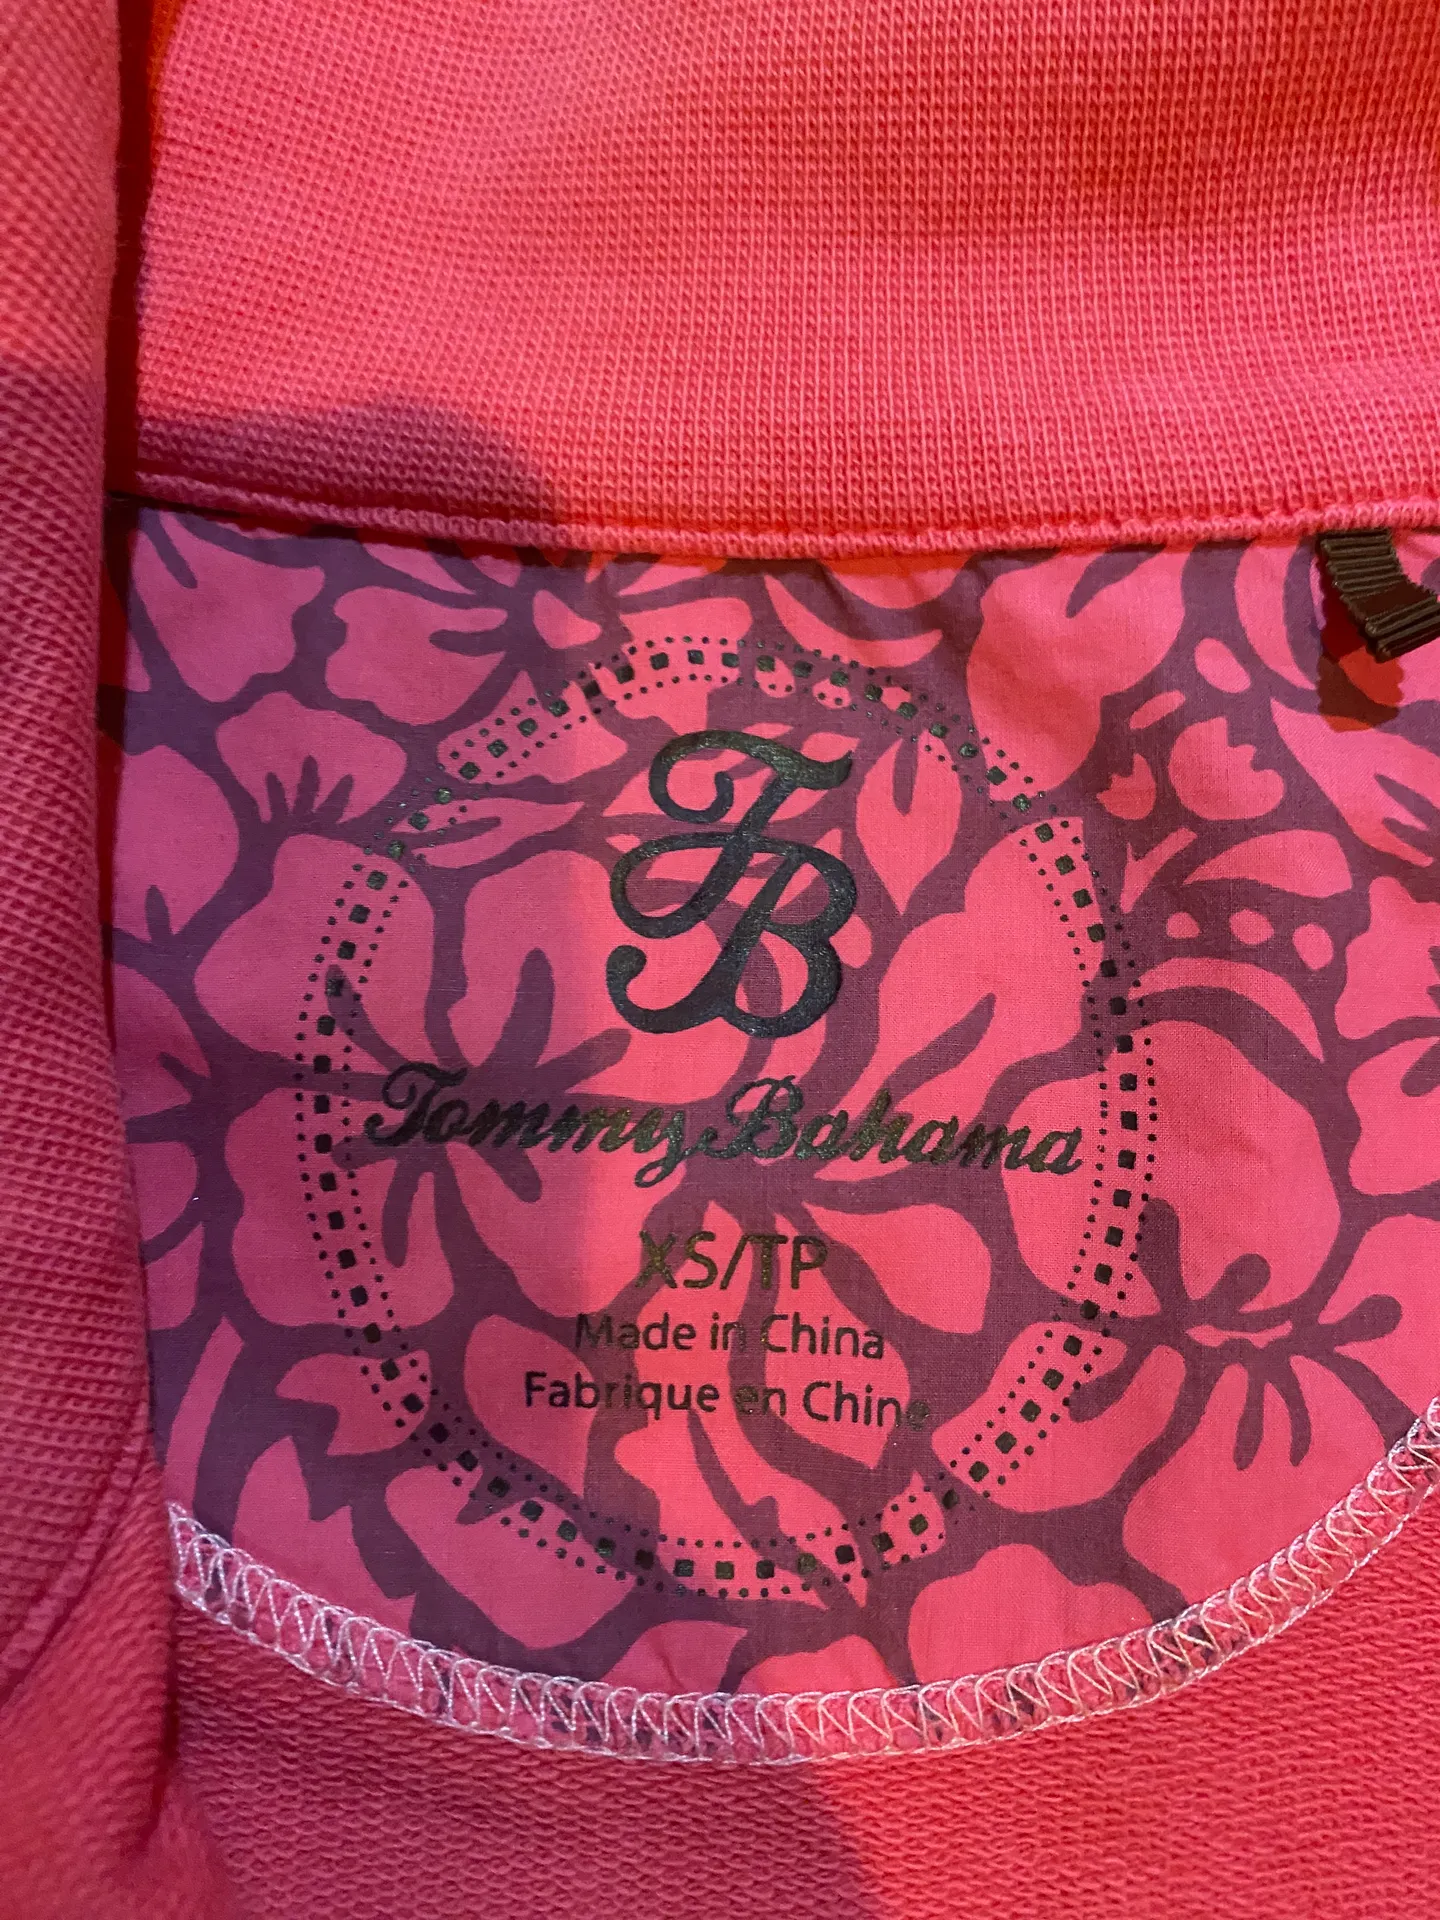 TB
Tommy Bahama
XS/TP
Made in China
Fabrique en Chine